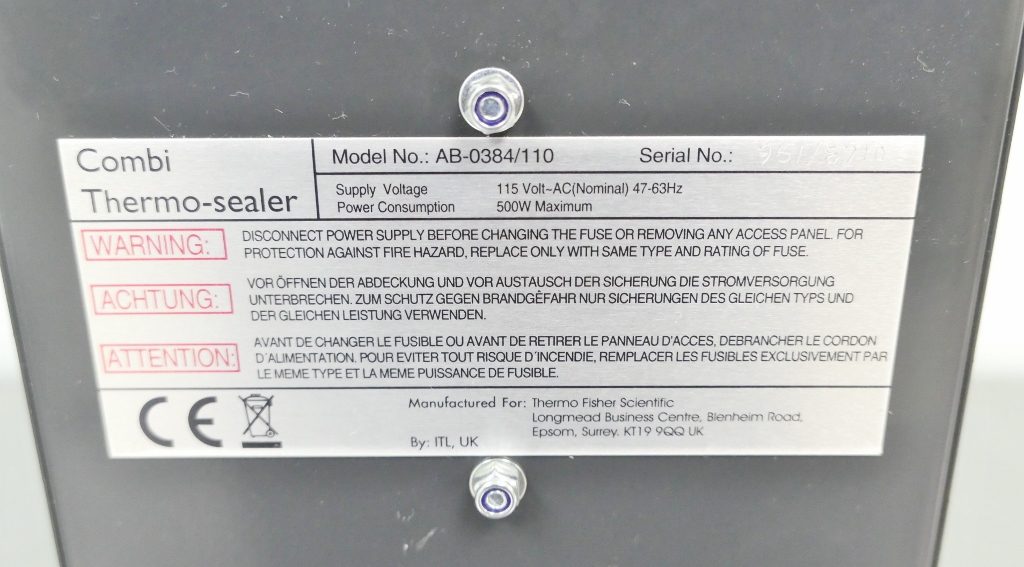 Combi
Thermo-sealer
Model No.: AB-0384/110 Serial No.:
Supply Voltage 115 Volt~AC(Nominal) 47-63Hz
Power Consumption 500W Maximum
WARNING: DISCONNECT POWER SUPPLY BEFORE CHANGING THE FUSE OR REMOVING ANY ACCESS PANEL. FOR
PROTECTION AGAINST FIRE HAZARD, REPLACE ONLY WITH SAME TYPE AND RATING OF FUSE.
ACHTUNG: VOR ÖFFNEN DER ABDECKUNG UND VOR AUSTAUSCH DER SICHERUNG DIE STROMVERSORGUNG
UNTERBRECHEN. ZUM SCHUTZ GEGEN BRANDGĒFAHR NUR SICHERUNGEN DES GLEICHEN TYPS UND
DER GLEICHEN LEISTUNG VERWENDEN.
ATTENTION: AVANT DE CHANGER LE FUSIBLE OU AVANT DE RETIRER LE PANNEAU D'ACCES, DEBRANCHER LE CORDON
D'ALIMENTATION. POUR EVITER TOUT RISQUE D'INCENDIE, REMPLACER LES FUSIBLES EXCLUSIVEMENT PAR
LE MEME TYPE ET LA MEME PUISSANCE DE FUSIBLE.
CE
Manufactured For: Thermo Fisher Scientific
Longmead Business Centre, Blenheim Road,
Epsom, Surrey. KT19 9QQ UK
By: ITL, UK